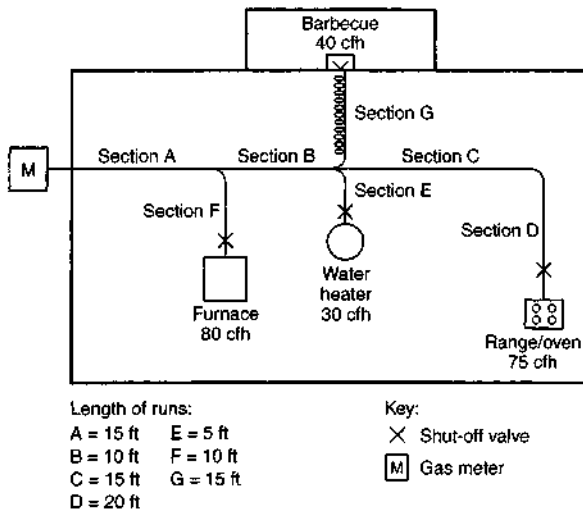 Barbecue
40 cfh
Section G
Section A
Section B
Section C
M
Section E
Section F
Section D
Water
heater
30 cfh
Furnace
80 cfh
Range/oven
75 cfh
Length of runs:
A = 15 ft E = 5 ft
B = 10 ft F = 10 ft
C = 15 ft G = 15 ft
D = 20 ft
Key:
Shut-off valve
M Gas meter